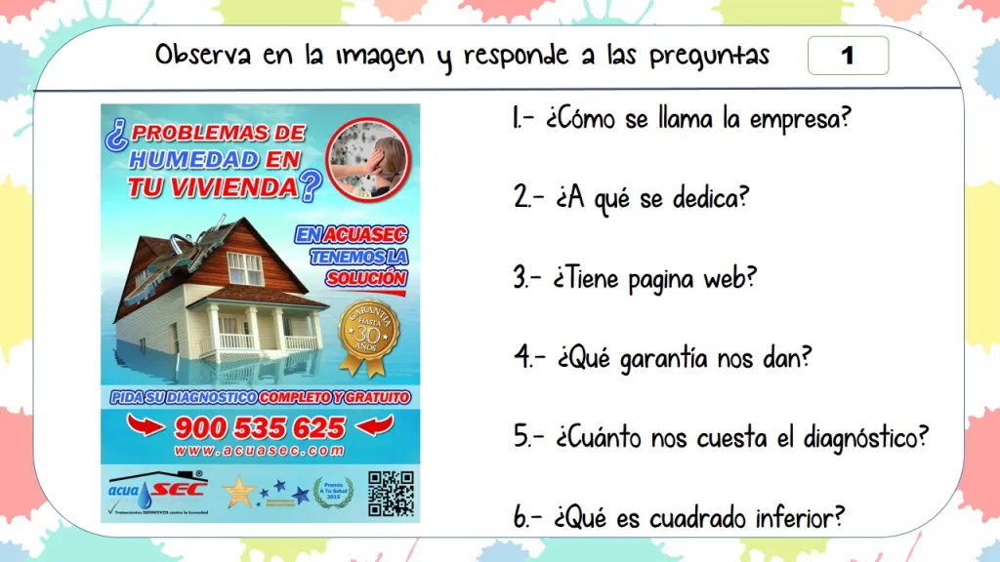 Observa en la imagen y responde a las preguntas
1
¿PROBLEMAS DE
HUMEDAD EN
TU VIVIENDA?
EN ACUASEC
TENEMOS LA
SOLUCIÓN
GARANTÍA
HASTA
30
AÑOS
PIDA SU DIAGNOSTICO COMPLETO Y GRATUITO
900 535 625
www.acuasec.com
acua SEC ®
Tratamientos DEFINITIVOS contra la humedad
Premio
A Tu Salud
2015
1.- ¿Cómo se llama la empresa?
2.- ¿A qué se dedica?
3.- ¿Tiene pagina web?
4.- ¿Qué garantía nos dan?
5.- ¿Cuánto nos cuesta el diagnóstico?
6.- ¿Qué es cuadrado inferior?